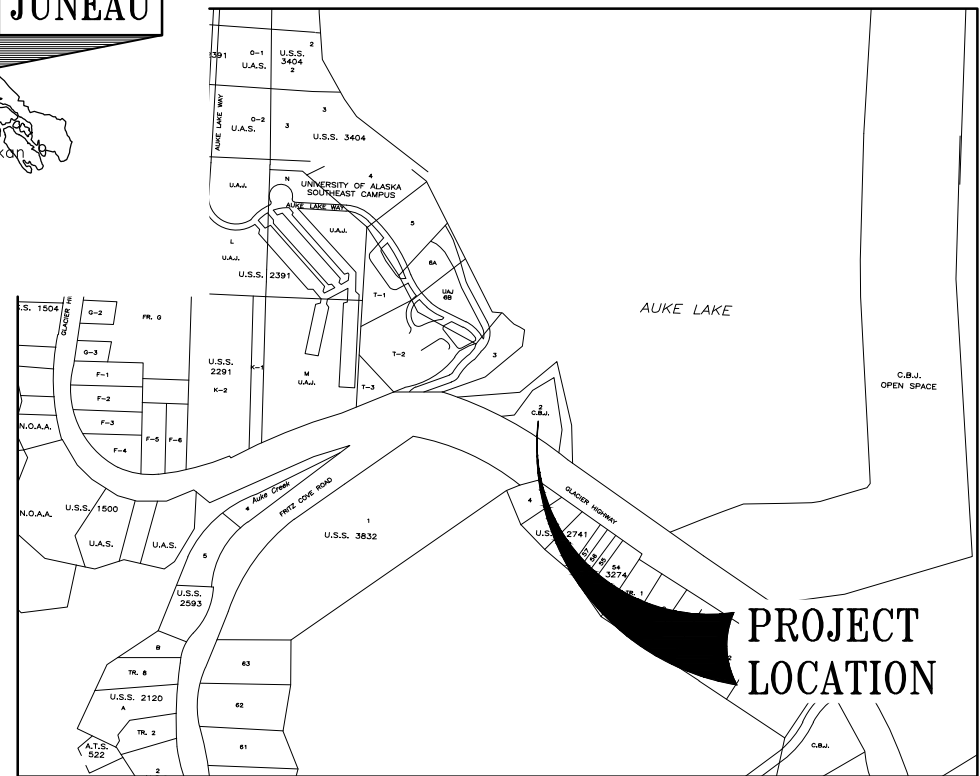 JUNEAU
O-1
U.A.S.
U.S.S.
3404
2
2
AUKE LAKE WAY
O-2
U.A.S.
3
3
U.S.S. 3404
U.A.J.
N
4
UNIVERSITY OF ALASKA
SOUTHEAST CAMPUS
AUKE LAKE WAY
U.A.J.
5
L
U.A.J.
U.S.S. 2391
6A
UAJ
6B
T-1
AUKE LAKE
S.S. 1504
G-2
FR. G
G-3
F-1
F-2
F-3
F-4
F-5
F-6
U.S.S.
2291
K-2
K-1
M
U.A.J.
T-2
T-3
3
2
C.B.J.
C.B.J.
OPEN SPACE
N.O.A.A.
Auke Creek
FRITZ COVE ROAD
N.O.A.A.
U.S.S. 1500
U.A.S.
U.A.S.
1
U.S.S. 3832
4
GLACIER HIGHWAY
2741
57
56
55
54
3274
TR. 1
5
U.S.S.
2593
PROJECT
LOCATION
B
TR. B
U.S.S. 2120
A
TR. 2
A.T.S.
522
2
63
62
61
C.B.J.